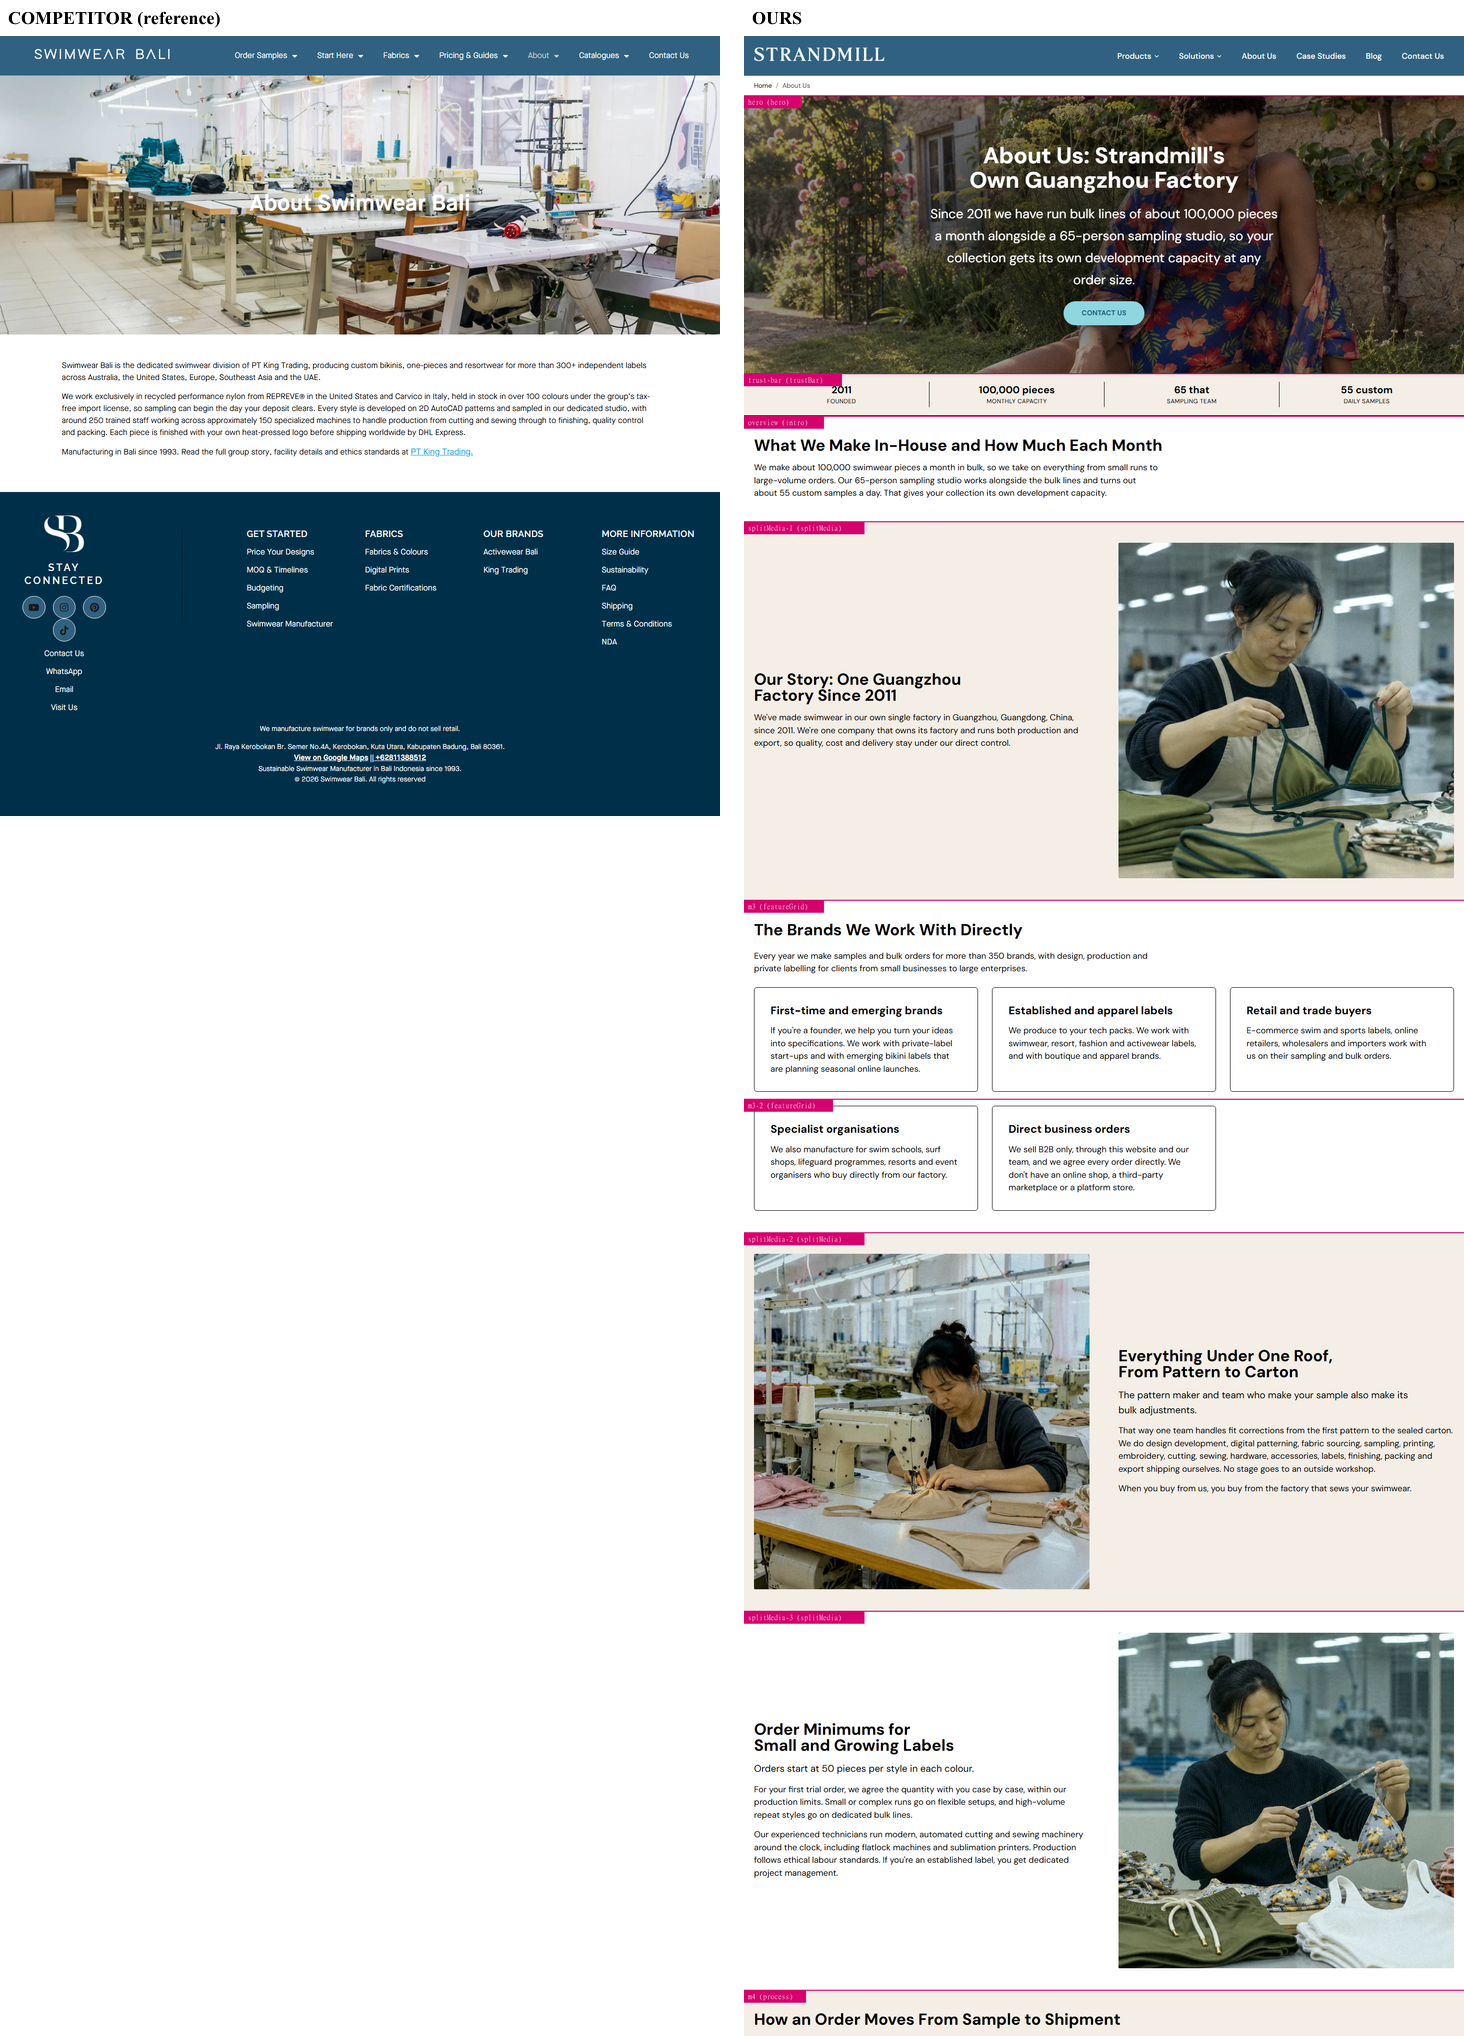 COMPETITOR (reference)
SWIMWEAR BALI
Order Samples
Start Here
Fabrics
Pricing & Guides
About
Catalogues
Contact Us
About Swimwear Bali
Swimwear Bali is the dedicated swimwear division of PT King Trading, producing custom bikinis, one-pieces and resortwear for more than 300+ independent labels
across Australia, the United States, Europe, Southeast Asia and the UAE.
We work exclusively in recycled performance nylon from REPREVE® in the United States and Carvico in Italy, held in stock in over 100 colours under the group's tax-
free import license, so sampling can begin the day your deposit clears. Every style is developed on 2D AutoCAD patterns and sampled in our dedicated studio, with
around 250 trained staff working across approximately 150 specialized machines to handle production from cutting and sewing through to finishing, quality control
and packing. Each piece is finished with your own heat-pressed logo before shipping worldwide by DHL Express.
Manufacturing in Bali since 1993. Read the full group story, facility details and ethics standards at PT King Trading.
STAY
CONNECTED
Contact Us
WhatsApp
Email
Visit Us
GET STARTED
Price Your Designs
MOQ & Timelines
Budgeting
Sampling
Swimwear Manufacturer
FABRICS
Fabrics & Colours
Digital Prints
Fabric Certifications
OUR BRANDS
Activewear Bali
King Trading
MORE INFORMATION
Size Guide
Sustainability
FAQ
Shipping
Terms & Conditions
NDA
We manufacture swimwear for brands only and do not sell retail.
Jl. Raya Kerobokan Br. Semer No.4A, Kerobokan, Kuta Utara, Kabupaten Badung, Bali 80361.
View on Google Maps || +62811388512
Sustainable Swimwear Manufacturer in Bali Indonesia since 1993.
© 2026 Swimwear Bali. All rights reserved
OURS
STRANDMILL
Products
Solutions
About Us
Case Studies
Blog
Contact Us
Home / About Us
hero (hero)
About Us: Strandmill's
Own Guangzhou Factory
Since 2011 we have run bulk lines of about 100,000 pieces
a month alongside a 65-person sampling studio, so your
collection gets its own development capacity at any
order size.
CONTACT US
trust-bar (trustBar)
2011
FOUNDED
100,000 pieces
MONTHLY CAPACITY
65 that
SAMPLING TEAM
55 custom
DAILY SAMPLES
overview (intro)
What We Make In-House and How Much Each Month
We make about 100,000 swimwear pieces a month in bulk, so we take on everything from small runs to
large-volume orders. Our 65-person sampling studio works alongside the bulk lines and turns out
about 55 custom samples a day. That gives your collection its own development capacity.
splitMedia-1 (splitMedia)
Our Story: One Guangzhou
Factory Since 2011
We've made swimwear in our own single factory in Guangzhou, Guangdong, China,
since 2011. We're one company that owns its factory and runs both production and
export, so quality, cost and delivery stay under our direct control.
m3 (featureGrid)
The Brands We Work With Directly
Every year we make samples and bulk orders for more than 350 brands, with design, production and
private labelling for clients from small businesses to large enterprises.
First-time and emerging brands
If you're a founder, we help you turn your ideas
into specifications. We work with private-label
start-ups and with emerging bikini labels that
are planning seasonal online launches.
Established and apparel labels
We produce to your tech packs. We work with
swimwear, resort, fashion and activewear labels,
and with boutique and apparel brands.
Retail and trade buyers
E-commerce swim and sports labels, online
retailers, wholesalers and importers work with
us on their sampling and bulk orders.
m3-2 (featureGrid)
Specialist organisations
We also manufacture for swim schools, surf
shops, lifeguard programmes, resorts and event
organisers who buy directly from our factory.
Direct business orders
We sell B2B only, through this website and our
team, and we agree every order directly. We
don't have an online shop, a third-party
marketplace or a platform store.
splitMedia-2 (splitMedia)
Everything Under One Roof,
From Pattern to Carton
The pattern maker and team who make your sample also make its
bulk adjustments.
That way one team handles fit corrections from the first pattern to the sealed carton.
We do design development, digital patterning, fabric sourcing, sampling, printing,
embroidery, cutting, sewing, hardware, accessories, labels, finishing, packing and
export shipping ourselves. No stage goes to an outside workshop.
When you buy from us, you buy from the factory that sews your swimwear.
splitMedia-3 (splitMedia)
Order Minimums for
Small and Growing Labels
Orders start at 50 pieces per style in each colour.
For your first trial order, we agree the quantity with you case by case, within our
production limits. Small or complex runs go on flexible setups, and high-volume
repeat styles go on dedicated bulk lines.
Our experienced technicians run modern, automated cutting and sewing machinery
around the clock, including flatlock machines and sublimation printers. Production
follows ethical labour standards. If you're an established label, you get dedicated
project management.
m4 (process)
How an Order Moves From Sample to Shipment